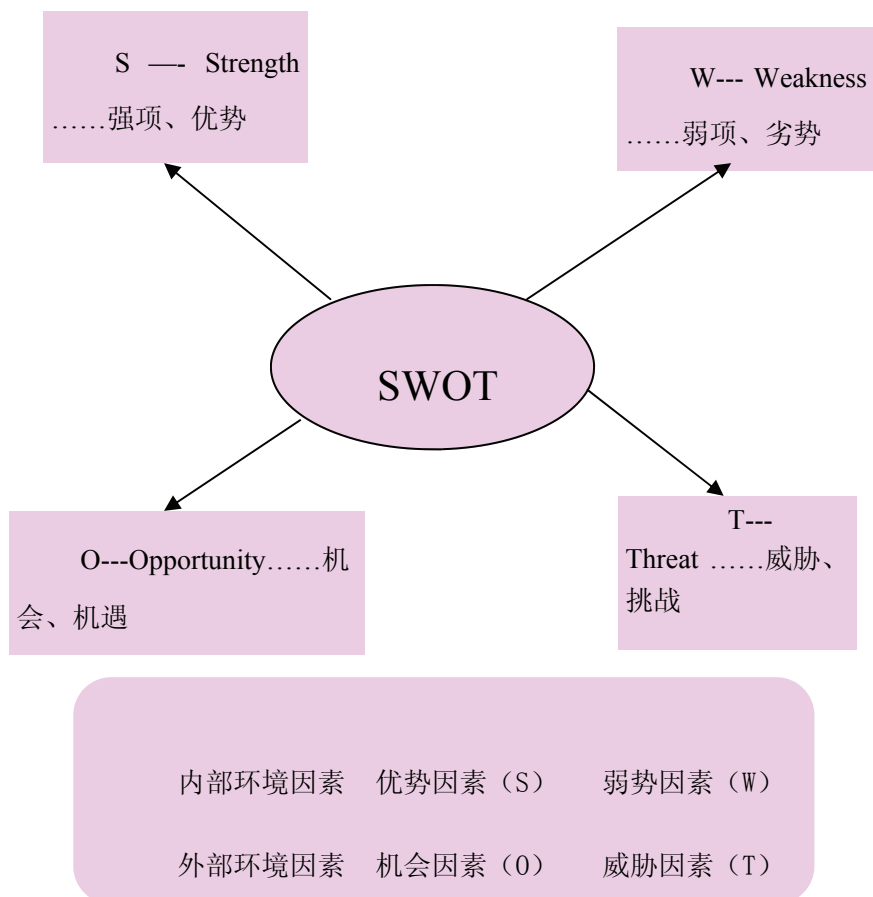 S —- Strength
……强项、优势
W--- Weakness
……弱项、劣势
SWOT
O---Opportunity……机
会、机遇
T---
Threat ……威胁、
挑战
内部环境因素 优势因素（S） 弱势因素（W）
外部环境因素 机会因素（O） 威胁因素（T）